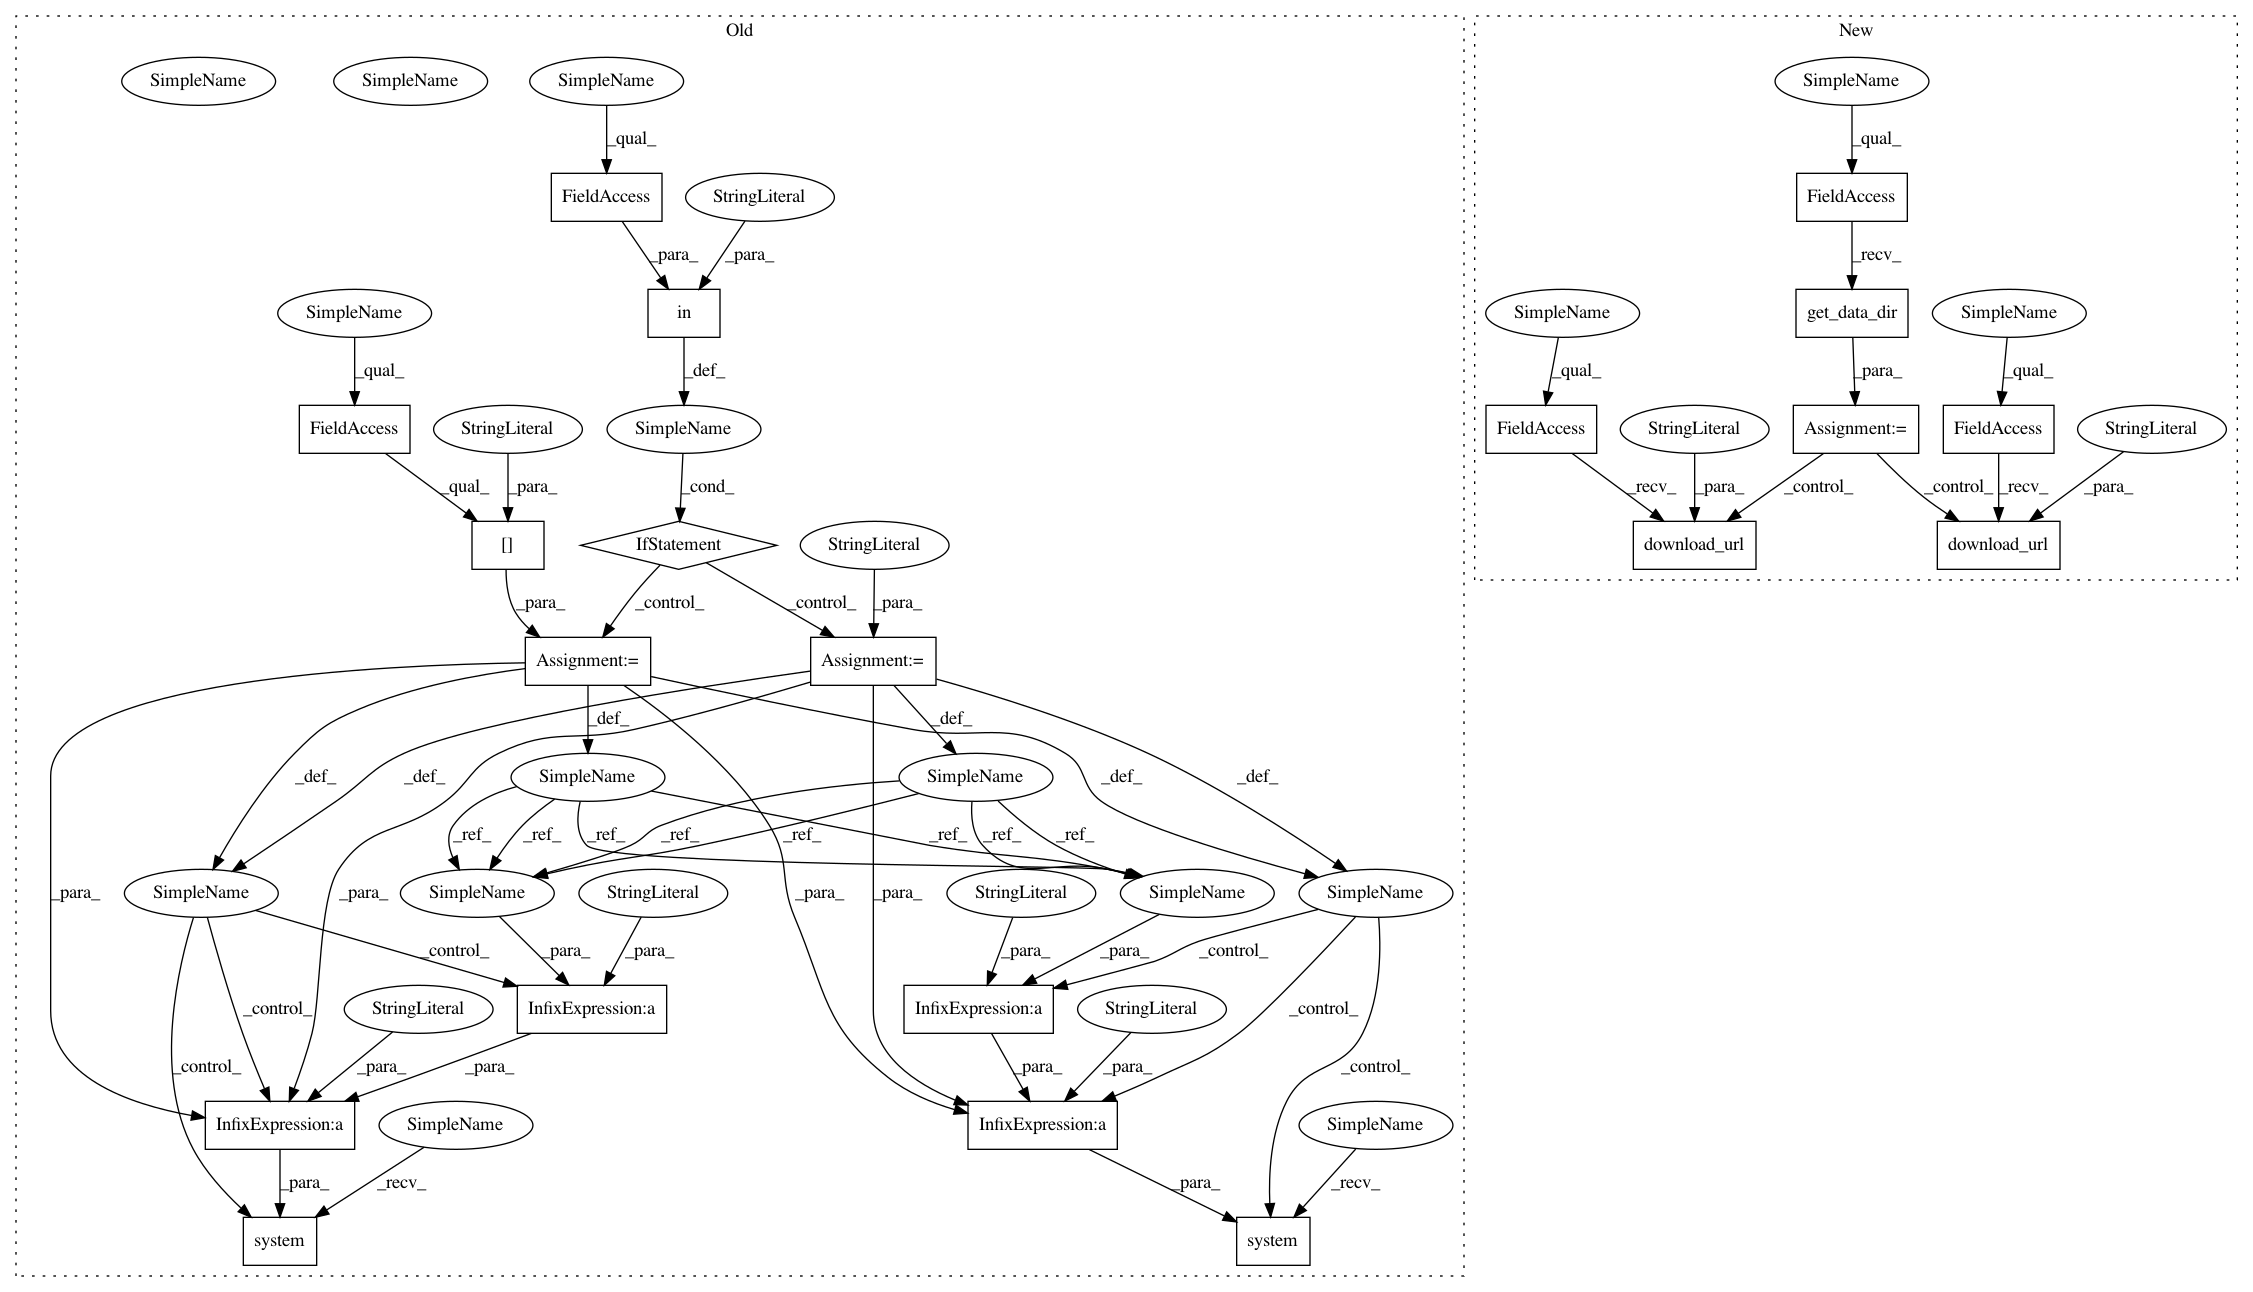 Old
New
SimpleName
SimpleName
SimpleName
SimpleName
_qual_
_qual_
FieldAccess
StringLiteral
FieldAccess
_para_
_para_
_recv_
SimpleName
in
SimpleName
get_data_dir
SimpleName
_qual_
_def_
_qual_
_para_
_qual_
FieldAccess
StringLiteral
SimpleName
FieldAccess
StringLiteral
Assignment:=
FieldAccess
StringLiteral
_qual_
_para_
_cond_
_recv_
_para_
_control_
_control_
_recv_
_para_
[]
IfStatement
StringLiteral
download_url
download_url
_para_
_control_
_control_
_para_
Assignment:=
Assignment:=
_def_
_def_
SimpleName
SimpleName
_def_
_def_
_def_
_def_
_ref_
_ref_
_ref_
_ref_
_ref_
_ref_
_ref_
_ref_
_para_
_para_
SimpleName
SimpleName
StringLiteral
_para_
_para_
StringLiteral
SimpleName
SimpleName
_control_
_para_
_para_
_para_
_para_
_control_
_control_
StringLiteral
InfixExpression:a
InfixExpression:a
StringLiteral
_control_
_control_
_para_
_para_
_para_
_para_
_control_
InfixExpression:a
SimpleName
InfixExpression:a
SimpleName
_para_
_recv_
_para_
_recv_
system
system